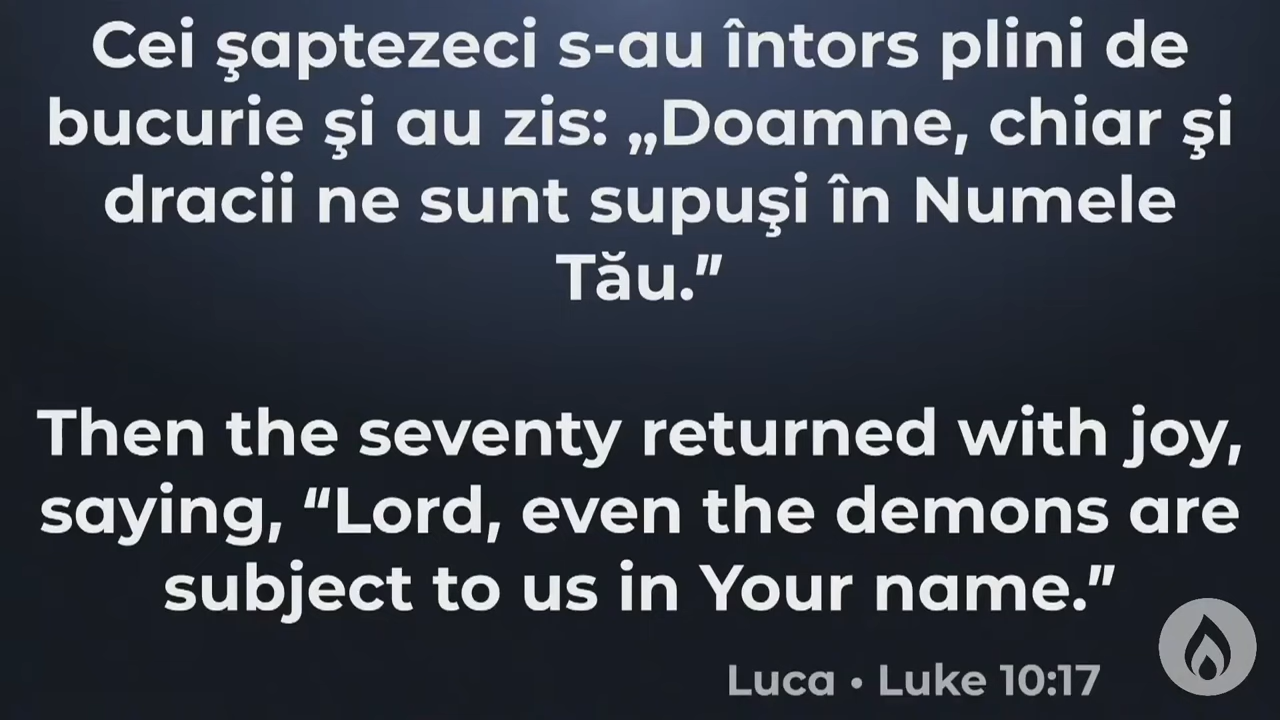 Cei şaptezeci s-au întors plini de
bucurie şi au zis: „Doamne, chiar şi
dracii ne sunt supuşi în Numele
Tău.”
Then the seventy returned with joy,
saying, “Lord, even the demons are
subject to us in Your name.”
Luca • Luke 10:17